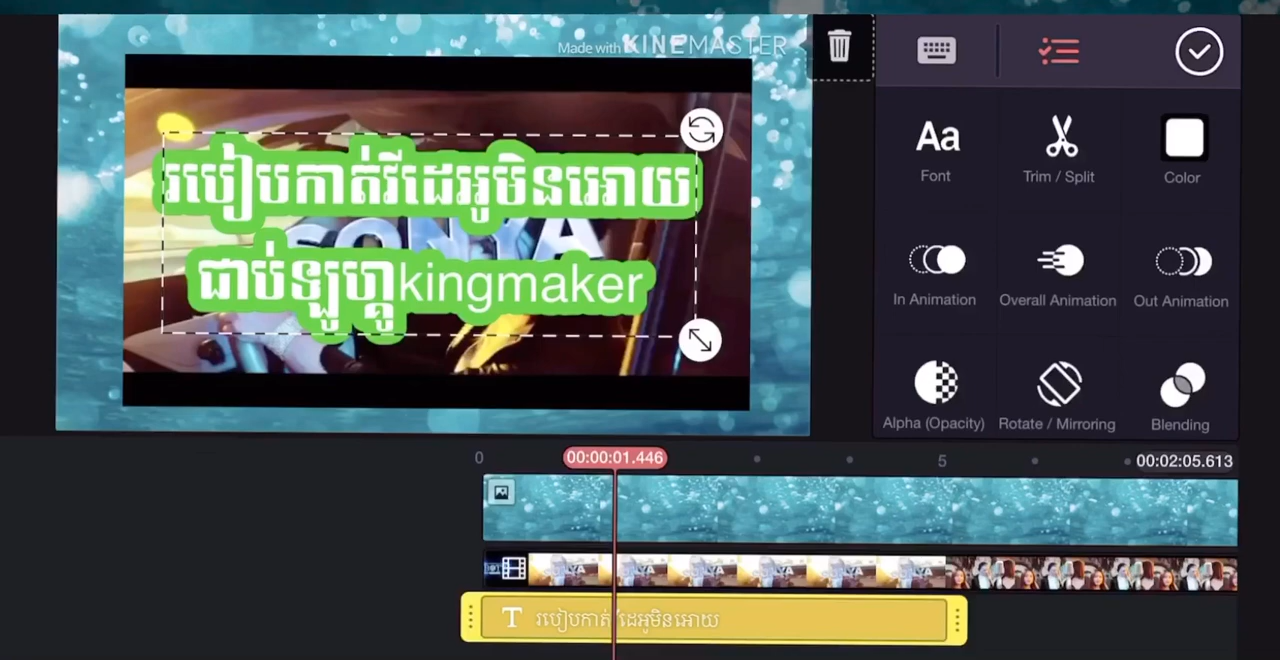 Made with KINEMASTER
របៀបកាត់វីដេអូមិនអោយ
ជាប់ឡូហ្គូkingmaker
SONYA
Aa
Font
Trim / Split
Color
In Animation
Overall Animation
Out Animation
Alpha (Opacity)
Rotate / Mirroring
Blending
0
00:00:01.446
5
00:02:05.613
T របៀបកាត់វីដេអូមិនអោយ